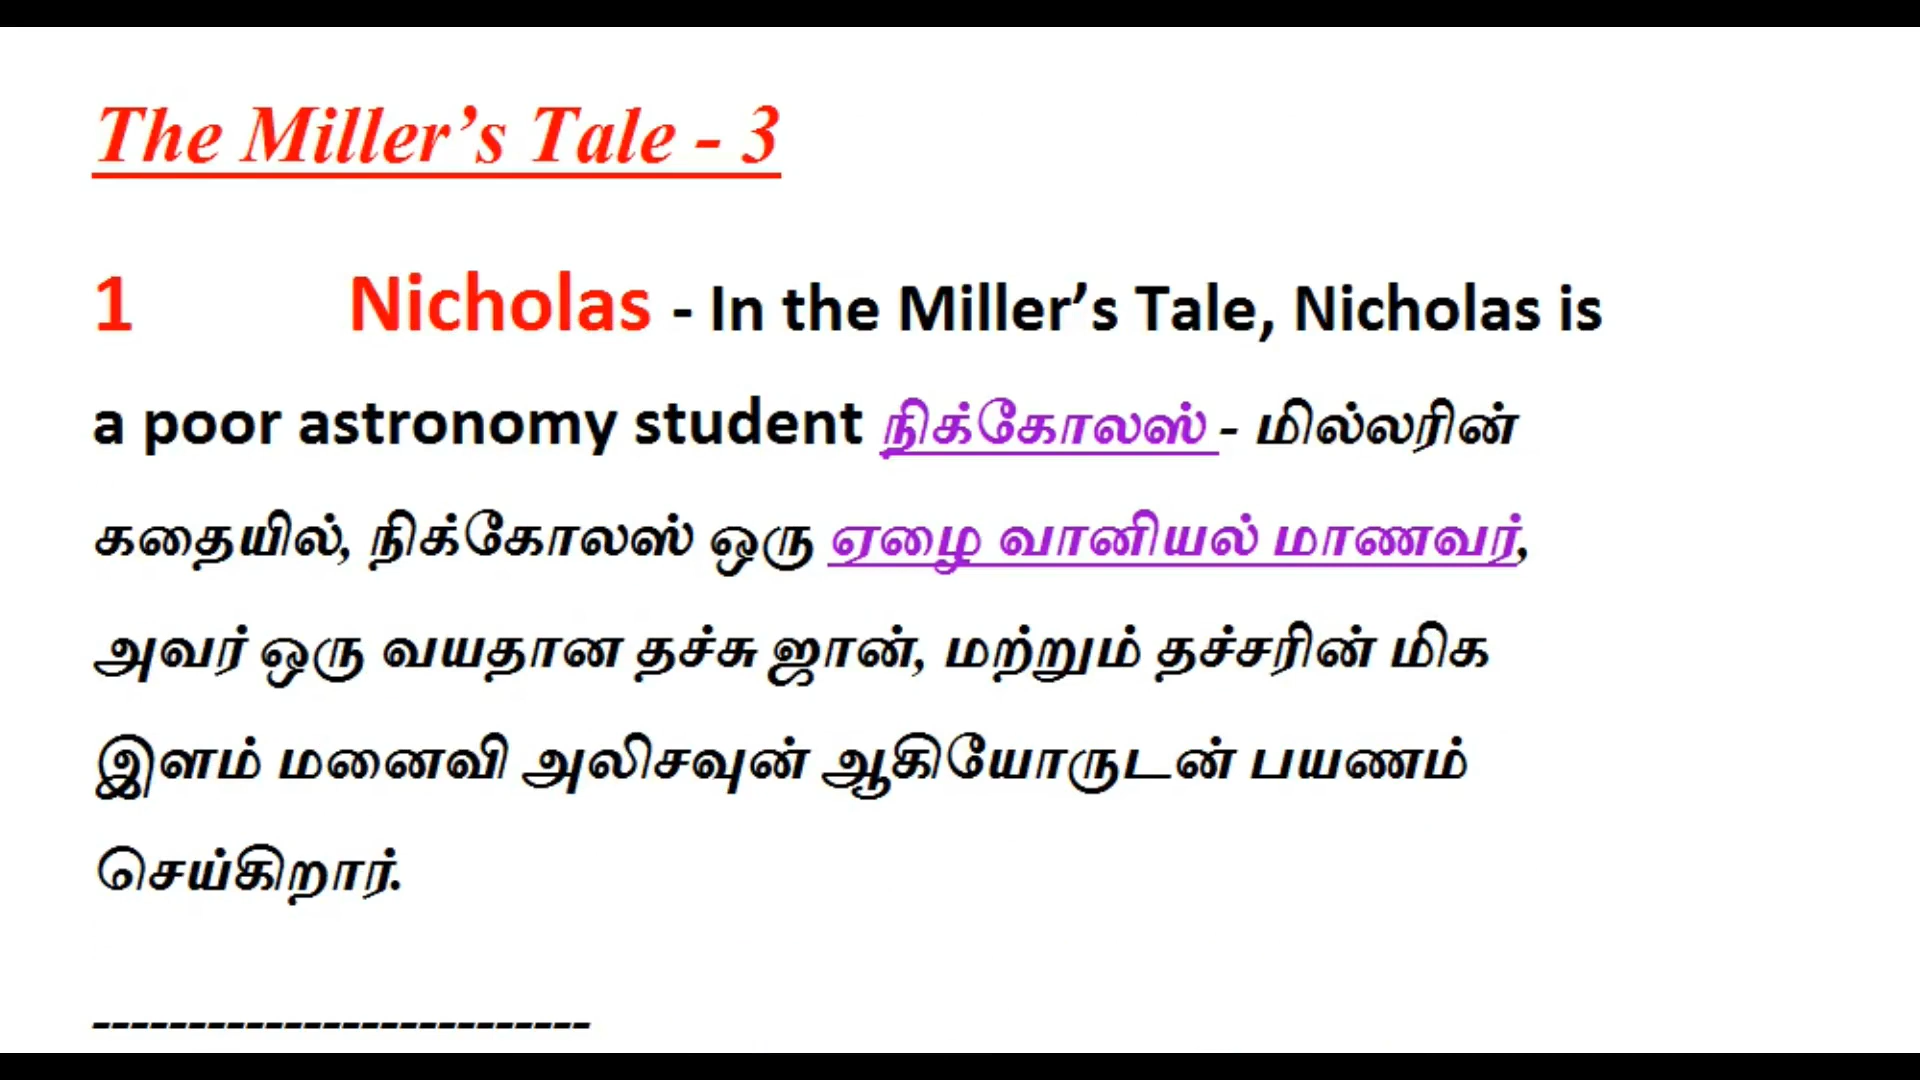 The Miller’s Tale - 3
1 Nicholas - In the Miller’s Tale, Nicholas is
a poor astronomy student நிக்கோலஸ் - மில்லரின்
கதையில், நிக்கோலஸ் ஒரு ஏழை வானியல் மாணவர்,
அவர் ஒரு வயதான தச்சு ஜான், மற்றும் தச்சரின் மிக
இளம் மனைவி அலிசவுன் ஆகியோருடன் பயணம்
செய்கிறார்.
--------------------------